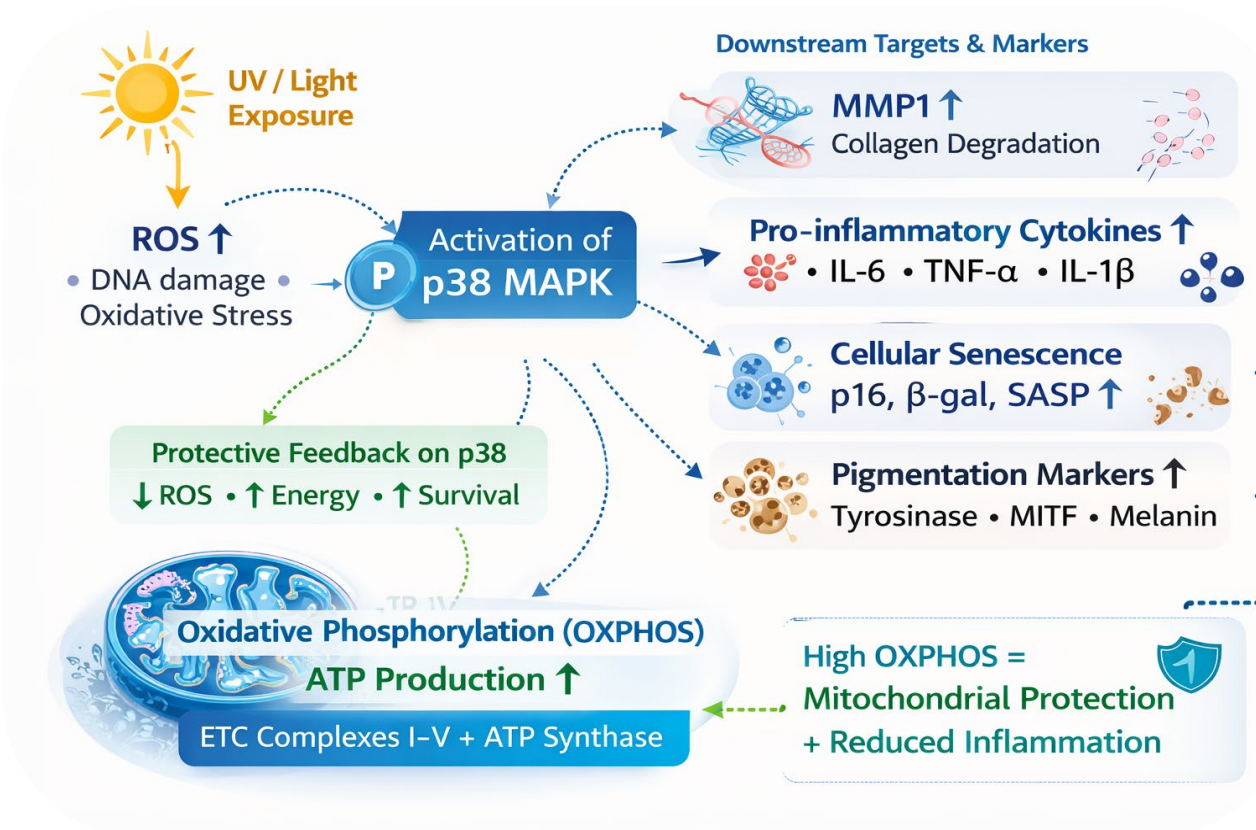 Downstream Targets & Markers
UV / Light
Exposure
MMP1 ↑
Collagen Degradation
ROS ↑
• DNA damage •
Oxidative Stress
P
Activation of
p38 MAPK
Pro-inflammatory Cytokines ↑
• IL-6 • TNF-α • IL-1β
Cellular Senescence
p16, β-gal, SASP ↑
Protective Feedback on p38
↓ ROS • ↑ Energy • ↑ Survival
Pigmentation Markers ↑
Tyrosinase • MITF • Melanin
Oxidative Phosphorylation (OXPHOS)
ATP Production ↑
ETC Complexes I–V + ATP Synthase
High OXPHOS =
Mitochondrial Protection
+ Reduced Inflammation